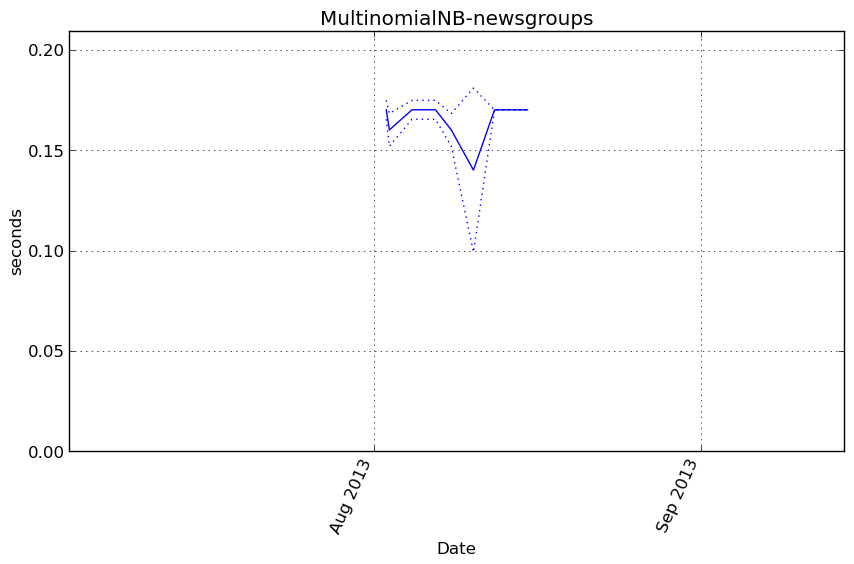 MultinomialNB-newsgroups
0.20
0.15
0.10
0.05
0.00
seconds
Aug 2013
Sep 2013
Date